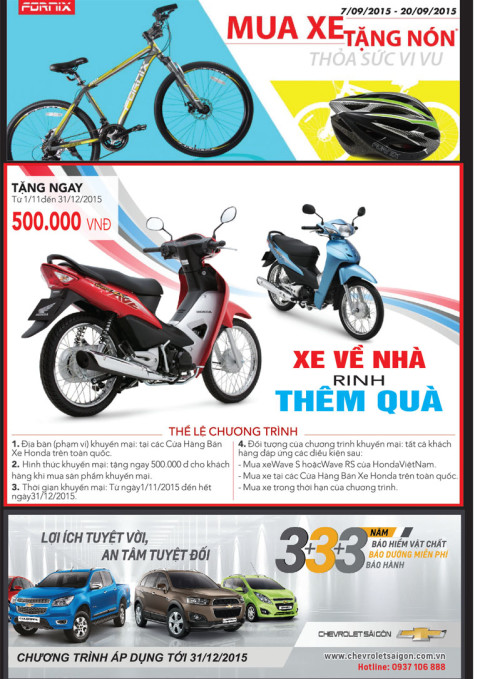 FORNIX
7/09/2015 - 20/09/2015
MUA XE TẶNG NÓN*
THỎA SỨC VI VU
TẶNG NGAY
Từ 1/11đến 31/12/2015
500.000 VNĐ
XE VỀ NHÀ
RINH
THÊM QUÀ
THỂ LỆ CHƯƠNG TRÌNH
1. Địa bàn (phạm vi) khuyến mại: tại các Cửa Hàng Bán
Xe Honda trên toàn quốc.
2. Hình thức khuyến mại: tặng ngay 500.000 đ cho khách
hàng khi mua sản phẩm khuyến mại.
3. Thời gian khuyến mại: Từ ngày1/11/2015 đến hết
ngày31/12/2015.
4. Đối tượng của chương trình khuyến mại: tất cả khách
hàng đáp ứng các điều kiện sau:
- Mua xeWave S hoặcWave RS của HondaViệtNam.
- Mua xe tại các Cửa Hàng Bán Xe Honda trên toàn quốc.
- Mua xe trong thời hạn của chương trình.
LỢI ÍCH TUYỆT VỜI,
AN TÂM TUYỆT ĐỐI
3+3+3
NĂM
BẢO HIỂM VẬT CHẤT
BẢO DƯỠNG MIỄN PHÍ
BẢO HÀNH
CHEVROLET SÀI GÒN
CHƯƠNG TRÌNH ÁP DỤNG TỚI 31/12/2015
www.chevroletsaigon.com.vn
Hotline: 0937 106 888